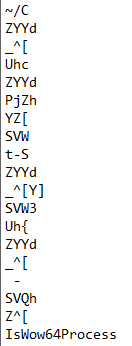 ~/C
ZYYd
_^[
Uhc
ZYYd
PjZh
YZ[
SVW
t-S
ZYYd
_^[Y]
SVW3
Uh{
ZYYd
_^[
-
SVQh
Z^[
IsWow64Process